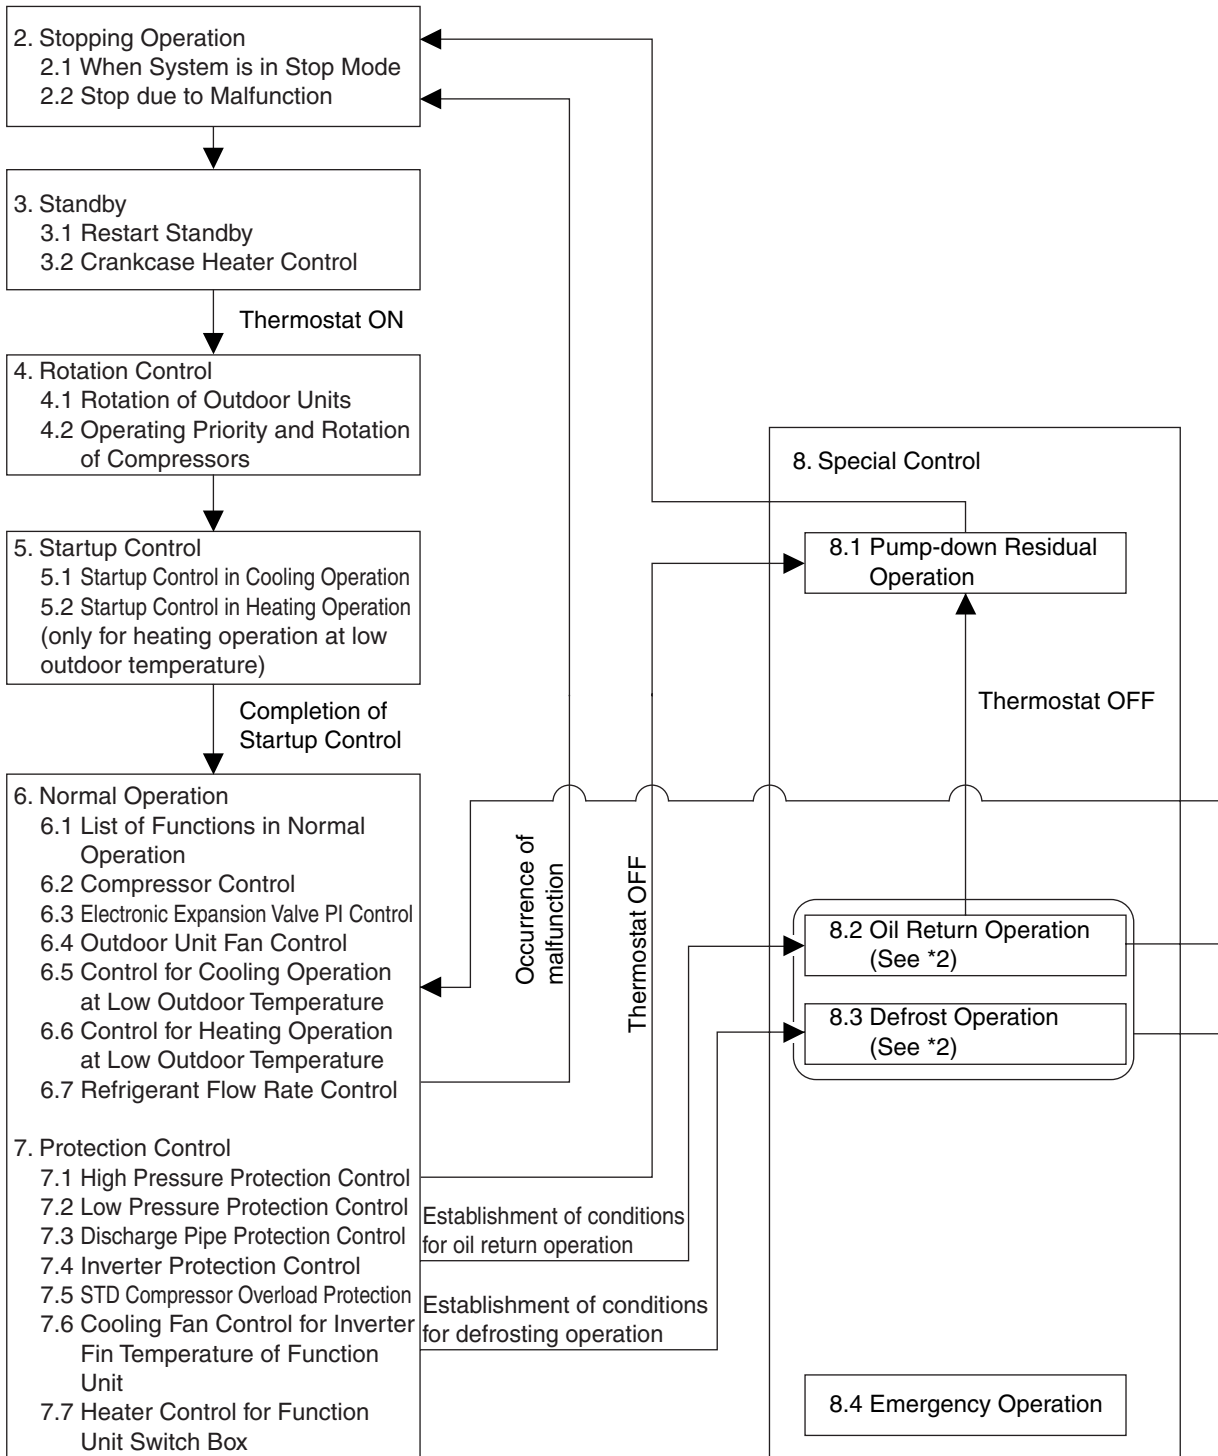 2. Stopping Operation
2.1 When System is in Stop Mode
2.2 Stop due to Malfunction
3. Standby
3.1 Restart Standby
3.2 Crankcase Heater Control
Thermostat ON
4. Rotation Control
4.1 Rotation of Outdoor Units
4.2 Operating Priority and Rotation
of Compressors
5. Startup Control
5.1 Startup Control in Cooling Operation
5.2 Startup Control in Heating Operation
(only for heating operation at low
outdoor temperature)
Completion of
Startup Control
6. Normal Operation
6.1 List of Functions in Normal
Operation
6.2 Compressor Control
6.3 Electronic Expansion Valve PI Control
6.4 Outdoor Unit Fan Control
6.5 Control for Cooling Operation
at Low Outdoor Temperature
6.6 Control for Heating Operation
at Low Outdoor Temperature
6.7 Refrigerant Flow Rate Control
7. Protection Control
7.1 High Pressure Protection Control
7.2 Low Pressure Protection Control
7.3 Discharge Pipe Protection Control
7.4 Inverter Protection Control
7.5 STD Compressor Overload Protection
7.6 Cooling Fan Control for Inverter
Fin Temperature of Function
Unit
7.7 Heater Control for Function
Unit Switch Box
Occurrence of
malfunction
Thermostat OFF
Establishment of conditions
for oil return operation
Establishment of conditions
for defrosting operation
8. Special Control
8.1 Pump-down Residual
Operation
Thermostat OFF
8.2 Oil Return Operation
(See *2)
8.3 Defrost Operation
(See *2)
8.4 Emergency Operation